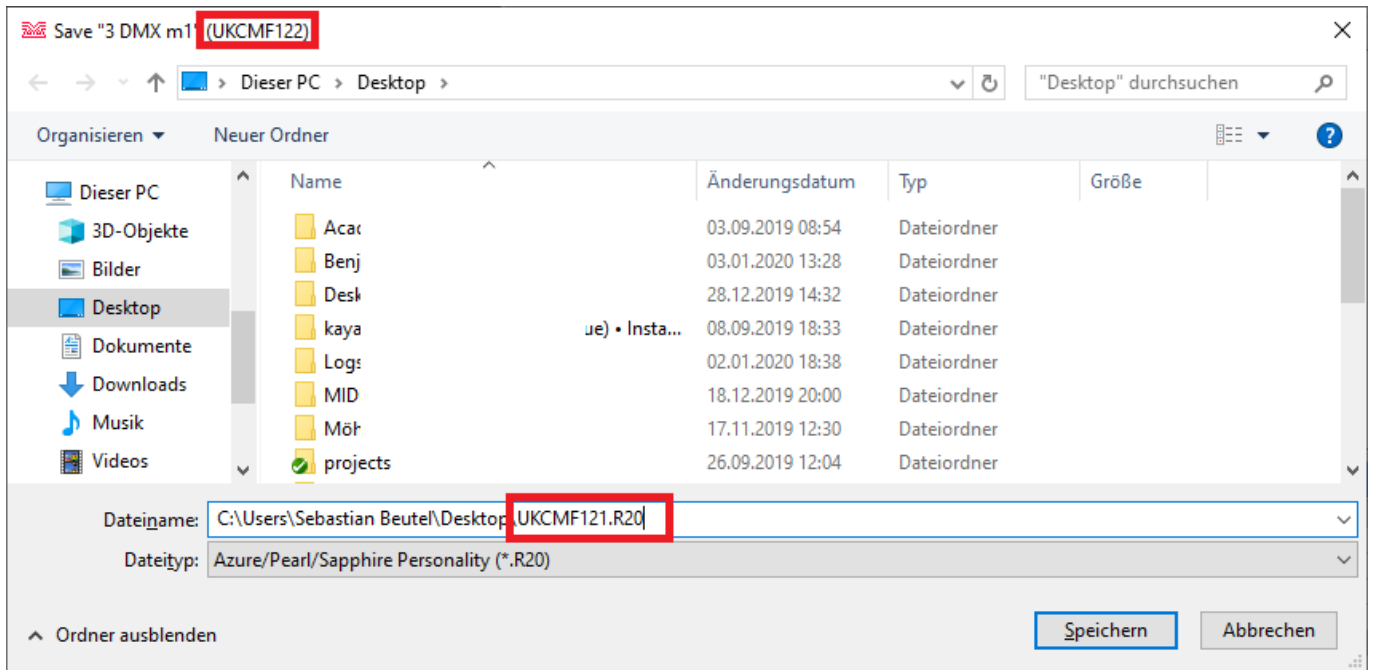 Save "3 DMX m1" (UKCMF122)
Dieser PC > Desktop >
"Desktop" durchsuchen
Organisieren Neuer Ordner
?
Name Änderungsdatum Typ Größe
Dieser PC
3D-Objekte
Bilder
Desktop
Dokumente
Downloads
Musik
Videos
Acad 03.09.2019 08:54 Dateiordner
Benj 03.01.2020 13:28 Dateiordner
Desk 28.12.2019 14:32 Dateiordner
kaya ue) • Insta... 08.09.2019 18:33 Dateiordner
Logs 02.01.2020 18:38 Dateiordner
MID 18.12.2019 20:00 Dateiordner
Möh 17.11.2019 12:30 Dateiordner
projects 26.09.2019 12:04 Dateiordner
Dateiname: C:\Users\Sebastian Beutel\Desktop\UKCMF121.R20
Dateityp: Azure/Pearl/Sapphire Personality (*.R20)
Ordner ausblenden
Speichern Abbrechen